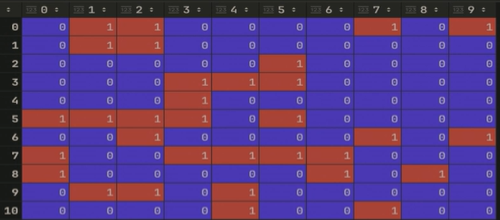 0 1 2 3 4 5 6 7 8 9
0 0 1 1 0 0 0 0 1 0 1
1 0 1 1 0 0 0 0 0 0 0
2 0 0 0 0 0 1 0 0 0 0
3 0 0 0 1 1 1 0 0 0 0
4 0 0 0 1 0 0 0 0 0 0
5 1 1 1 1 0 1 0 0 0 0
6 0 0 1 0 0 0 0 1 0 1
7 1 0 0 1 1 1 1 0 0 0
8 1 0 0 0 0 0 1 0 1 0
9 0 1 1 0 1 0 0 0 0 0
10 0 0 0 0 1 0 0 1 0 0